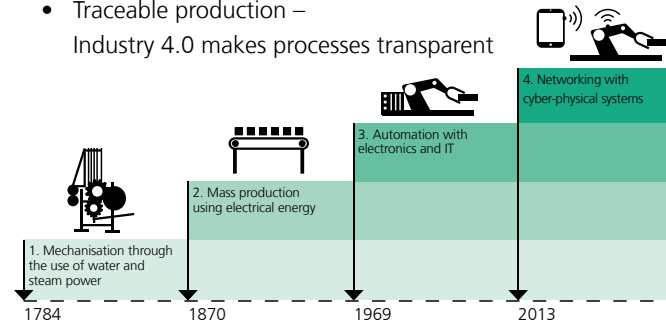 • Traceable production –
Industry 4.0 makes processes transparent
4. Networking with
cyber-physical systems
3. Automation with
electronics and IT
2. Mass production
using electrical energy
1. Mechanisation through
the use of water and
steam power
1784
1870
1969
2013